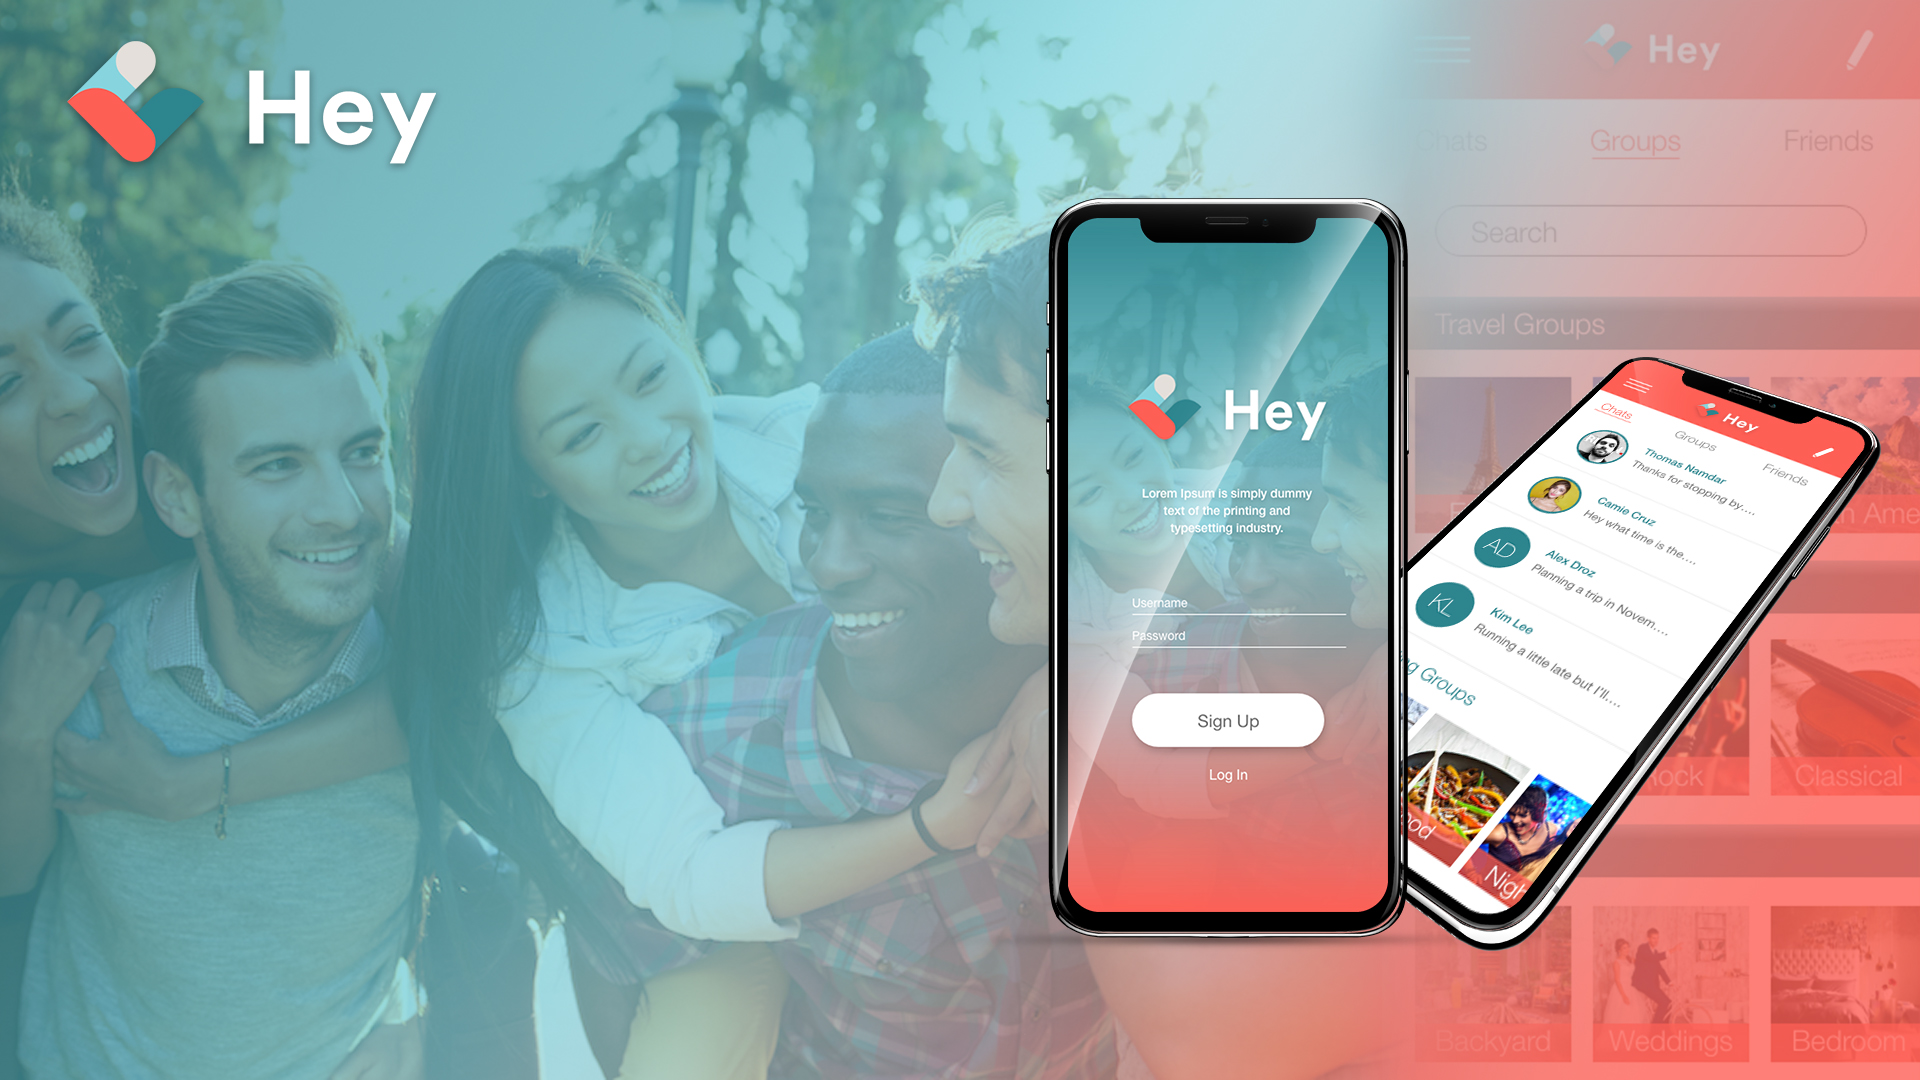 Hey
Hey
Chats
Groups
Friends
Search
Travel Groups
Rock
Classical
Backyard
Weddings
Bedroom
Hey
Lorem Ipsum is simply dummy
text of the printing and
typesetting industry.
Username
Password
Sign Up
Log In
Hey
Chats
Groups
Friends
Thomas Namdar
Thanks for stopping by....
Camie Cruz
Hey what time is the....
AD
Alex Droz
Planning a trip in Novem....
KL
Kim Lee
Running a little late but I'll....
Groups